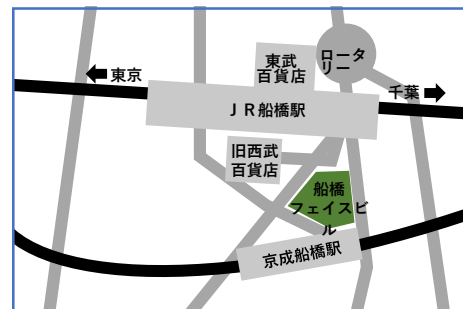 ロータ
リー
東武
百貨店
東京
千葉
ＪＲ船橋駅
旧西武
百貨店
船橋
フェイスビ
ル
京成船橋駅